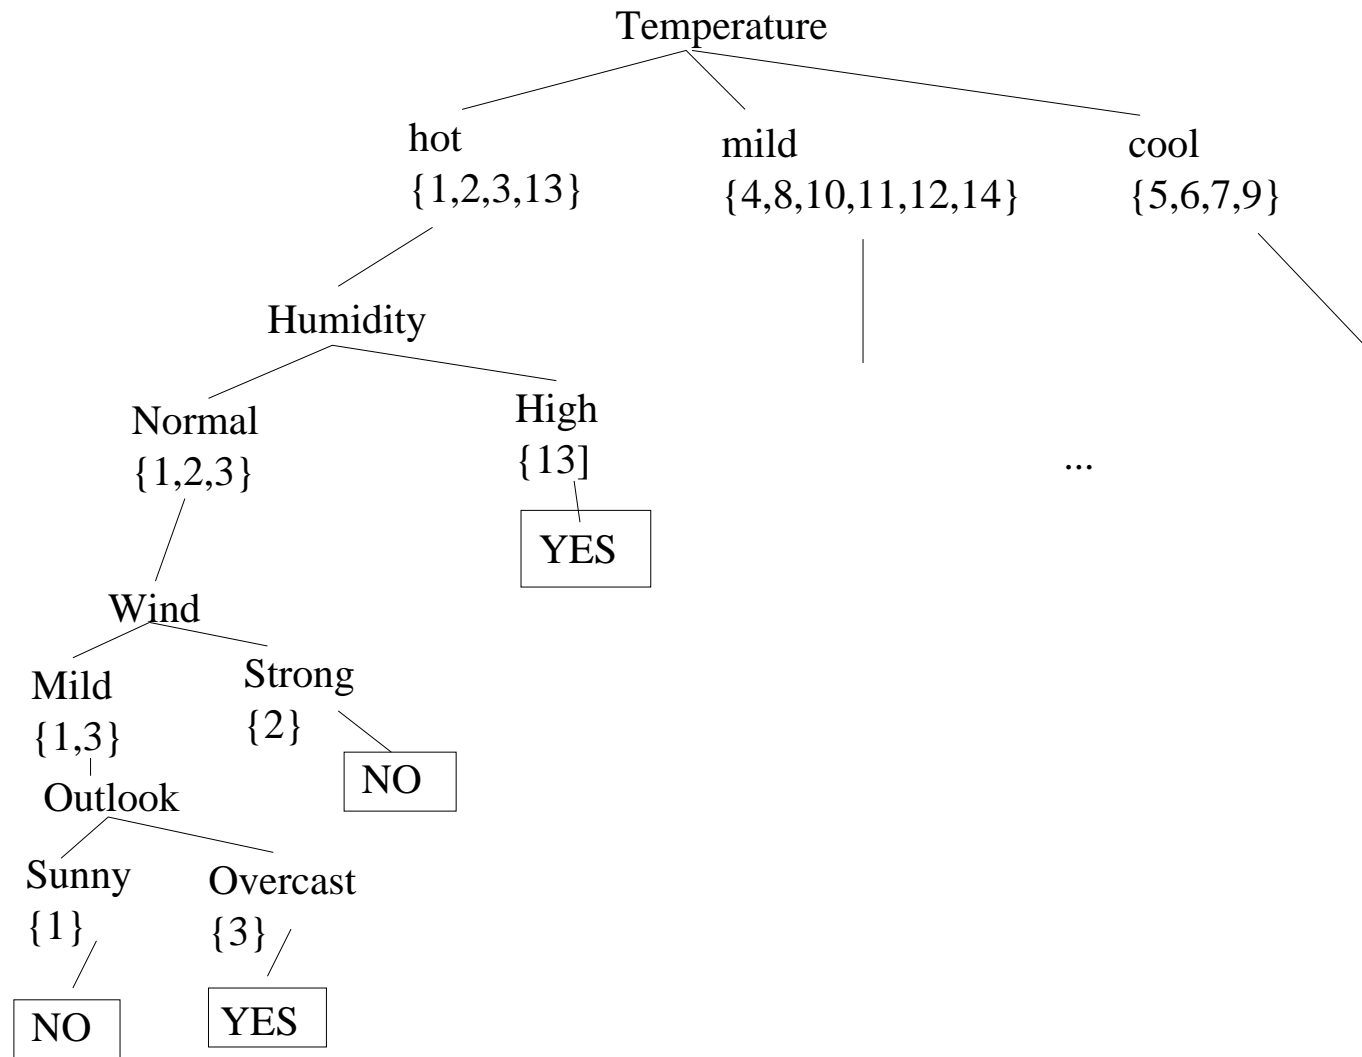 Temperature
hot
mild
cool
{1,2,3,13}
{4,8,10,11,12,14}
{5,6,7,9}
Humidity
Normal
High
{1,2,3}
{13]
...
YES
Wind
Mild
Strong
{1,3}
{2}
NO
Outlook
Sunny
Overcast
{1}
{3}
NO
YES